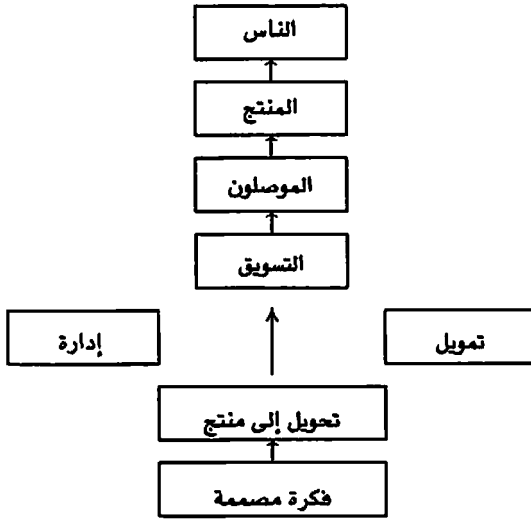 الناس
المنتج
الموصلون
التسويق
تمويل
إدارة
تحويل إلى منتج
فكرة مصممة